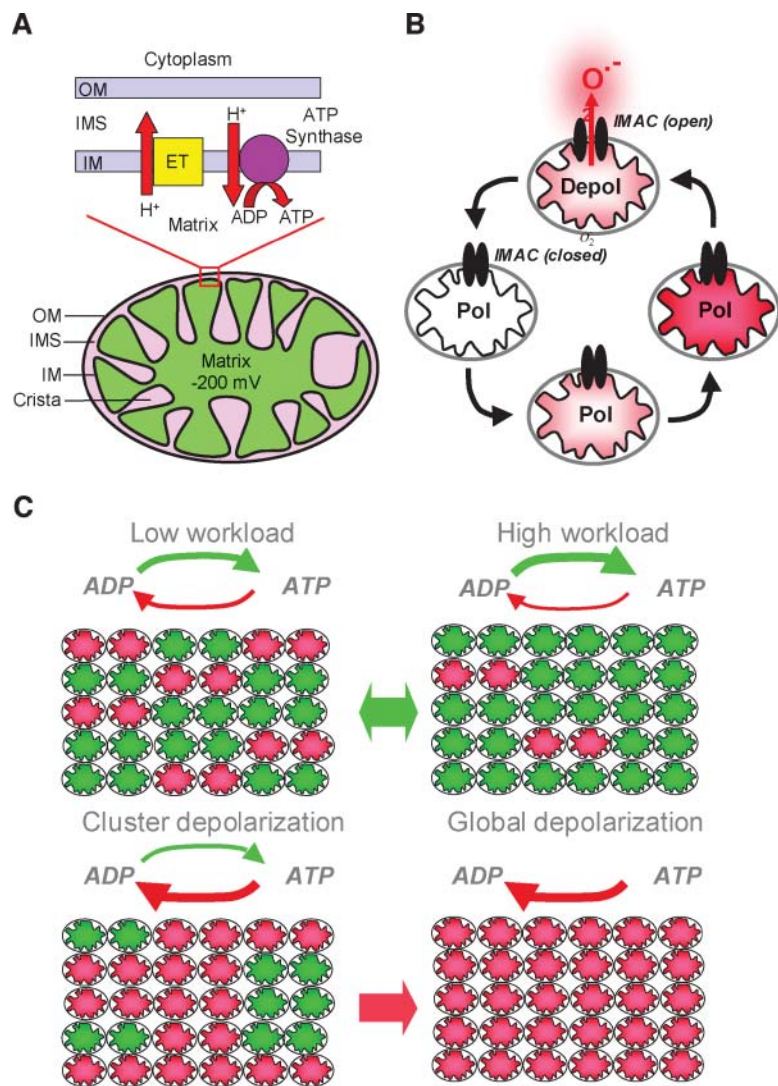 A
Cytoplasm
OM
IMS
H⁺
H⁺
ATP
Synthase
IM
ET
H⁺
Matrix
ADP
ATP
OM
IMS
IM
Crista
Matrix
-200 mV
B
O₂·-
IMAC (open)
Depol
O₂
IMAC (closed)
Pol
Pol
Pol
C
Low workload
ADP
ATP
High workload
ADP
ATP
Cluster depolarization
ADP
ATP
Global depolarization
ADP
ATP